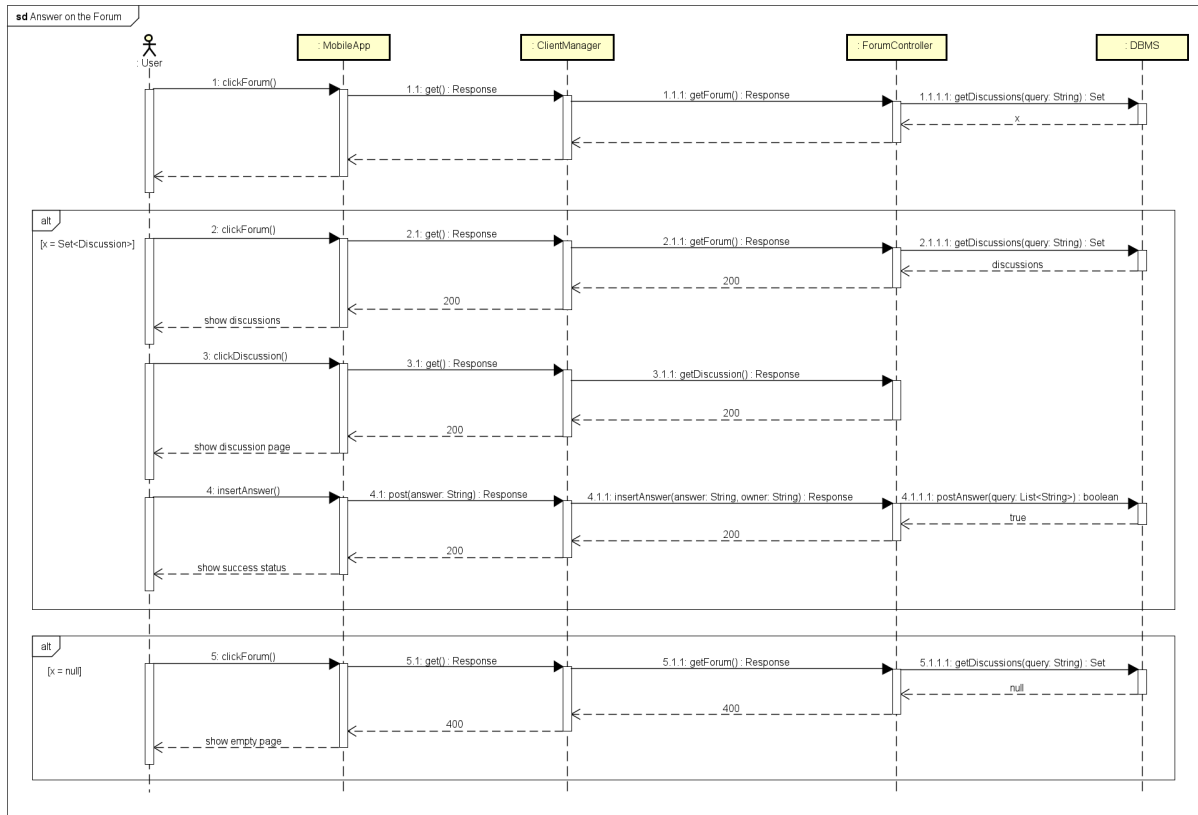 sd Answer on the Forum
: User
: MobileApp
: ClientManager
: ForumController
: DBMS
1: clickForum()
1.1: get() : Response
1.1.1: getForum() : Response
1.1.1.1: getDiscussions(query: String) : Set
x
alt
[x = Set<Discussion>]
2: clickForum()
2.1: get() : Response
2.1.1: getForum() : Response
2.1.1.1: getDiscussions(query: String) : Set
discussions
200
200
show discussions
3: clickDiscussion()
3.1: get() : Response
3.1.1: getDiscussion() : Response
200
200
show discussion page
4: insertAnswer()
4.1: post(answer: String) : Response
4.1.1: insertAnswer(answer: String, owner: String) : Response
4.1.1.1: postAnswer(query: List<String>) : boolean
true
200
200
show success status
alt
[x = null]
5: clickForum()
5.1: get() : Response
5.1.1: getForum() : Response
5.1.1.1: getDiscussions(query: String) : Set
null
400
400
show empty page